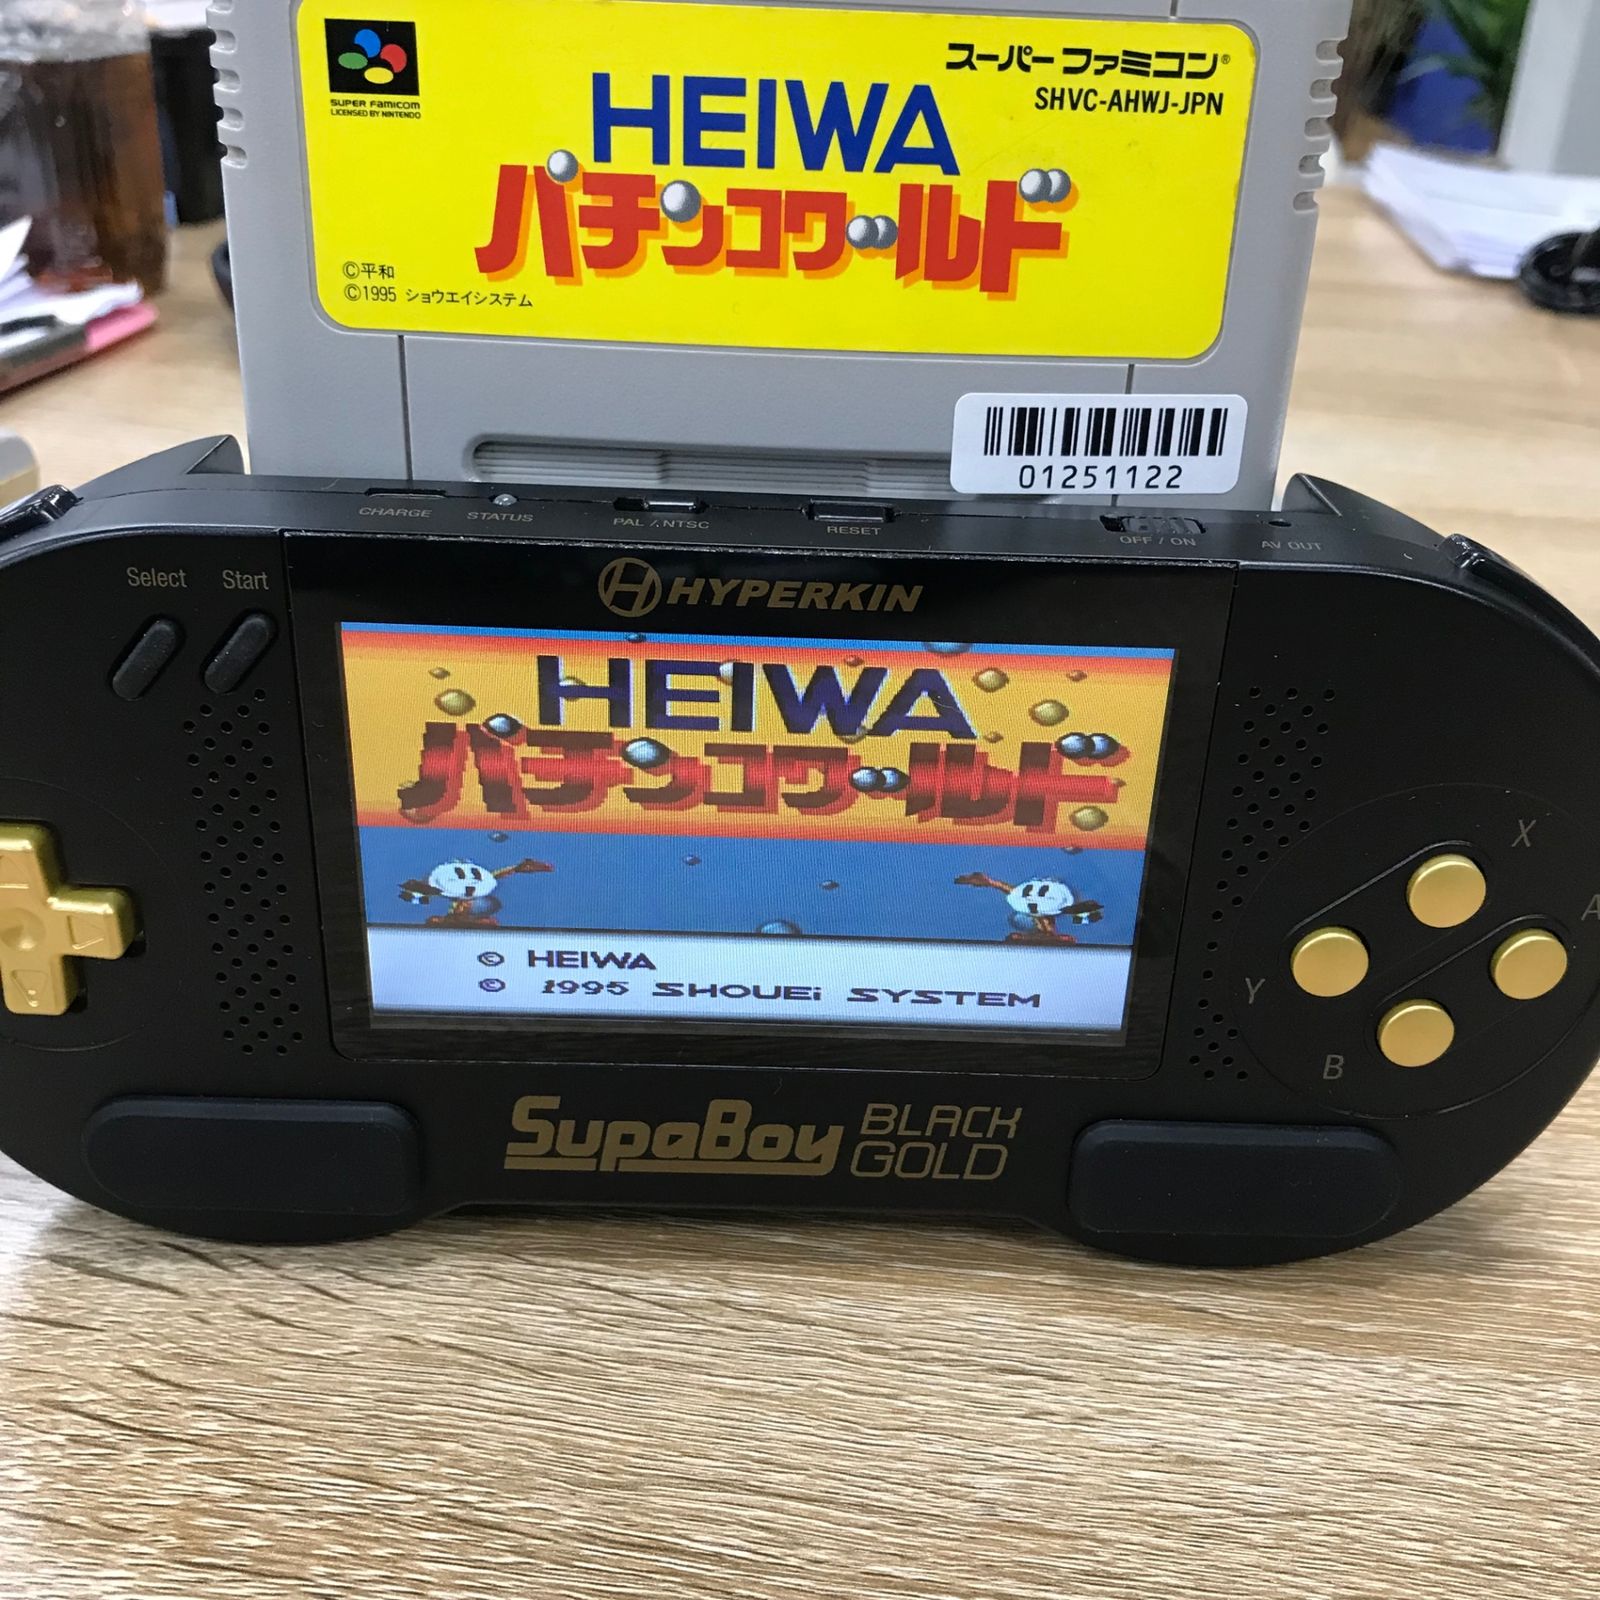 SUPER FAMICOM
LICENSED BY NINTENDO
スーパーファミコン®
SHVC-AHWJ-JPN
HEIWA
パチンコワールド
©平和
©1995 ショウエイシステム
01251122
CHARGE
STATUS
PAL / NTSC
RESET
OFF / ON
AV OUT
Select
Start
HYPERKIN
HEIWA
パチンコワールド
© HEIWA
© 1995 SHOUEi SYSTEM
X
A
Y
B
SupaBoy
BLACK
GOLD